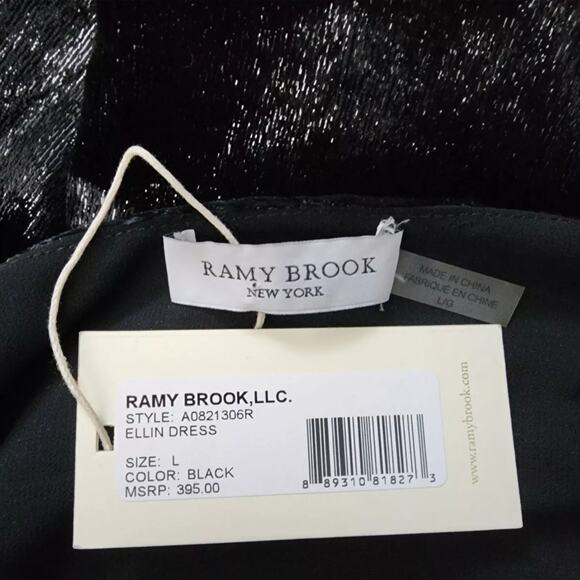 RAMY BROOK
NEW YORK
MADE IN CHINA
FABRIQUÉ EN CHINE
L/G
RAMY BROOK,LLC.
STYLE: A0821306R
ELLIN DRESS
SIZE: L
COLOR: BLACK
MSRP: 395.00
8 89310 81827 3
www.ramybrook.com